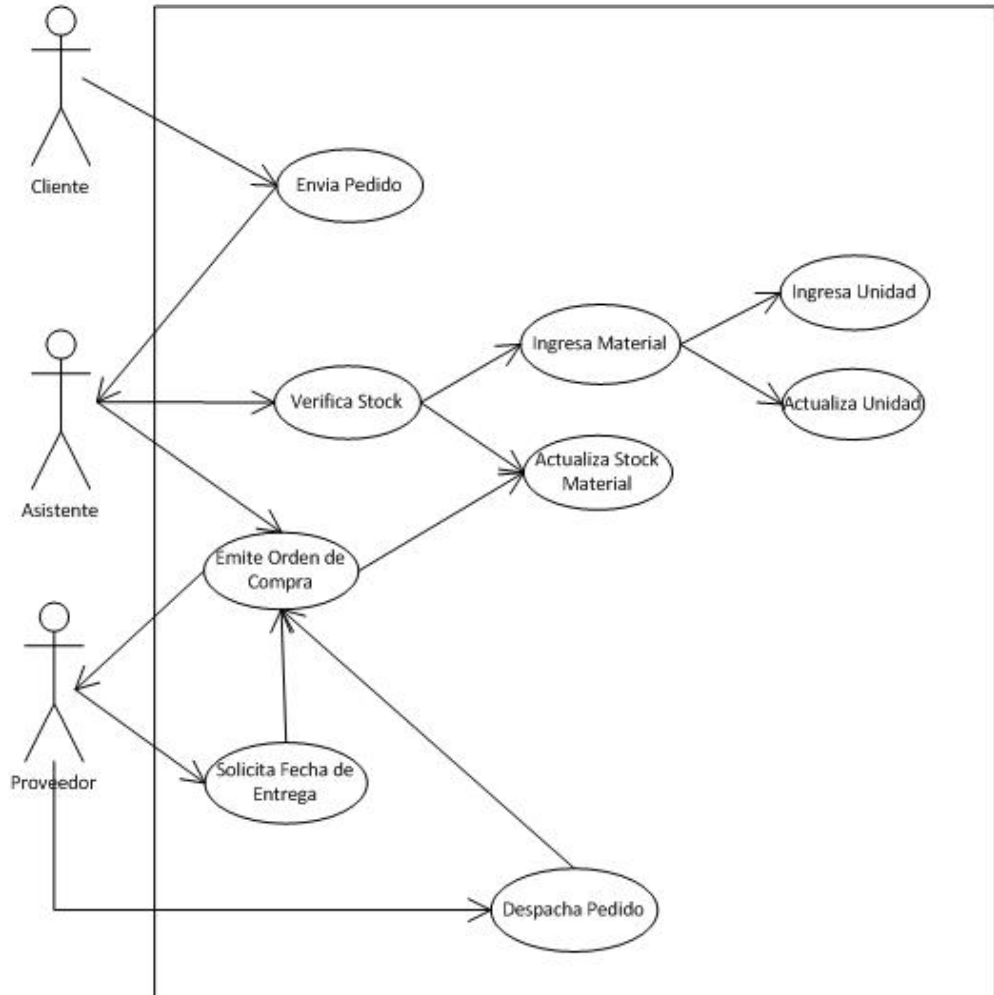 Cliente
Envia Pedido
Ingresa Unidad
Ingresa Material
Verifica Stock
Actualiza Unidad
Actualiza Stock
Material
Asistente
Emite Orden de
Compra
Solicita Fecha de
Entrega
Proveedor
Despacha Pedido